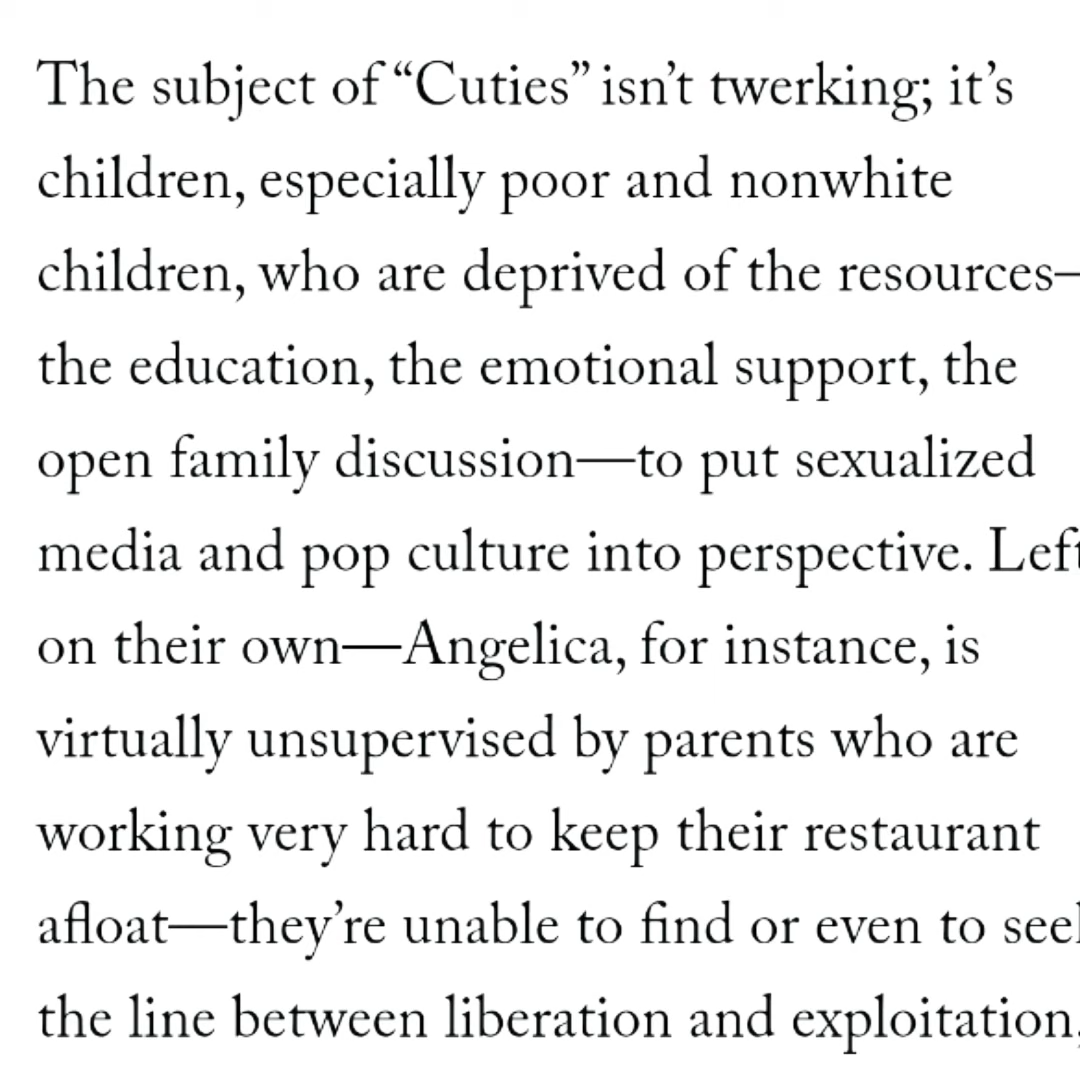 The subject of “Cuties” isn’t twerking; it’s
children, especially poor and nonwhite
children, who are deprived of the resources—
the education, the emotional support, the
open family discussion—to put sexualized
media and pop culture into perspective. Left
on their own—Angelica, for instance, is
virtually unsupervised by parents who are
working very hard to keep their restaurant
afloat—they’re unable to find or even to seek
the line between liberation and exploitation,